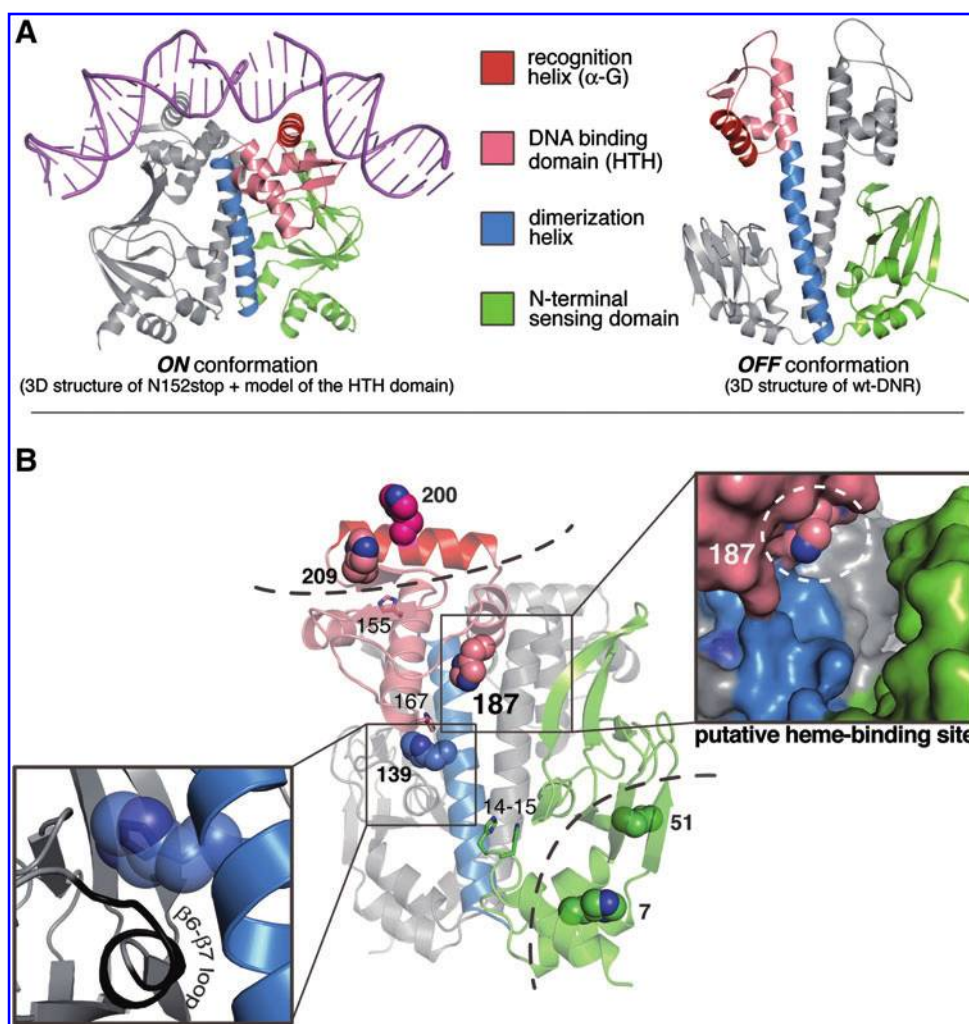 A
recognition
helix (α-G)
DNA binding
domain (HTH)
dimerization
helix
N-terminal
sensing domain
ON conformation
(3D structure of N152stop + model of the HTH domain)
OFF conformation
(3D structure of wt-DNR)
B
200
209
155
187
167
139
14-15
51
7
187
putative heme-binding site
β6-β7 loop